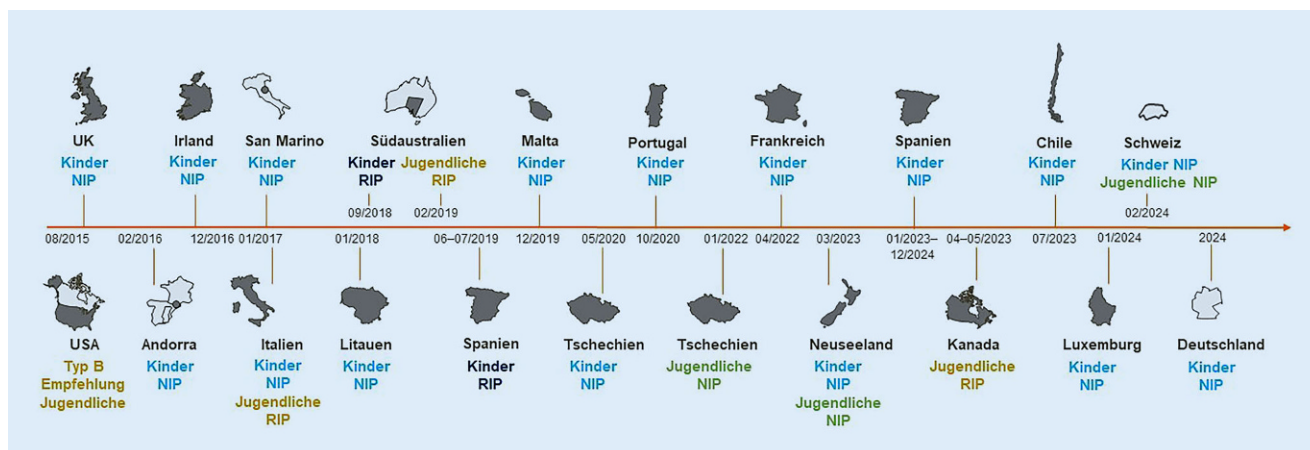 UK
Kinder
NIP
Irland
Kinder
NIP
San Marino
Kinder
NIP
Südaustralien
Kinder
RIP
Jugendliche
RIP
Malta
Kinder
NIP
Portugal
Kinder
NIP
Frankreich
Kinder
NIP
Spanien
Kinder
NIP
Chile
Kinder
NIP
Schweiz
Kinder NIP
Jugendliche NIP
09/2018
02/2019
02/2024
08/2015
02/2016
12/2016
01/2017
01/2018
06–07/2019
12/2019
05/2020
10/2020
01/2022
04/2022
03/2023
01/2023–
12/2024
04–05/2023
07/2023
01/2024
2024
USA
Typ B
Empfehlung
Jugendliche
Andorra
Kinder
NIP
Italien
Kinder
NIP
Jugendliche
RIP
Litauen
Kinder
NIP
Spanien
Kinder
RIP
Tschechien
Kinder
NIP
Tschechien
Jugendliche
NIP
Neuseeland
Kinder
NIP
Jugendliche
NIP
Kanada
Jugendliche
RIP
Luxemburg
Kinder
NIP
Deutschland
Kinder
NIP